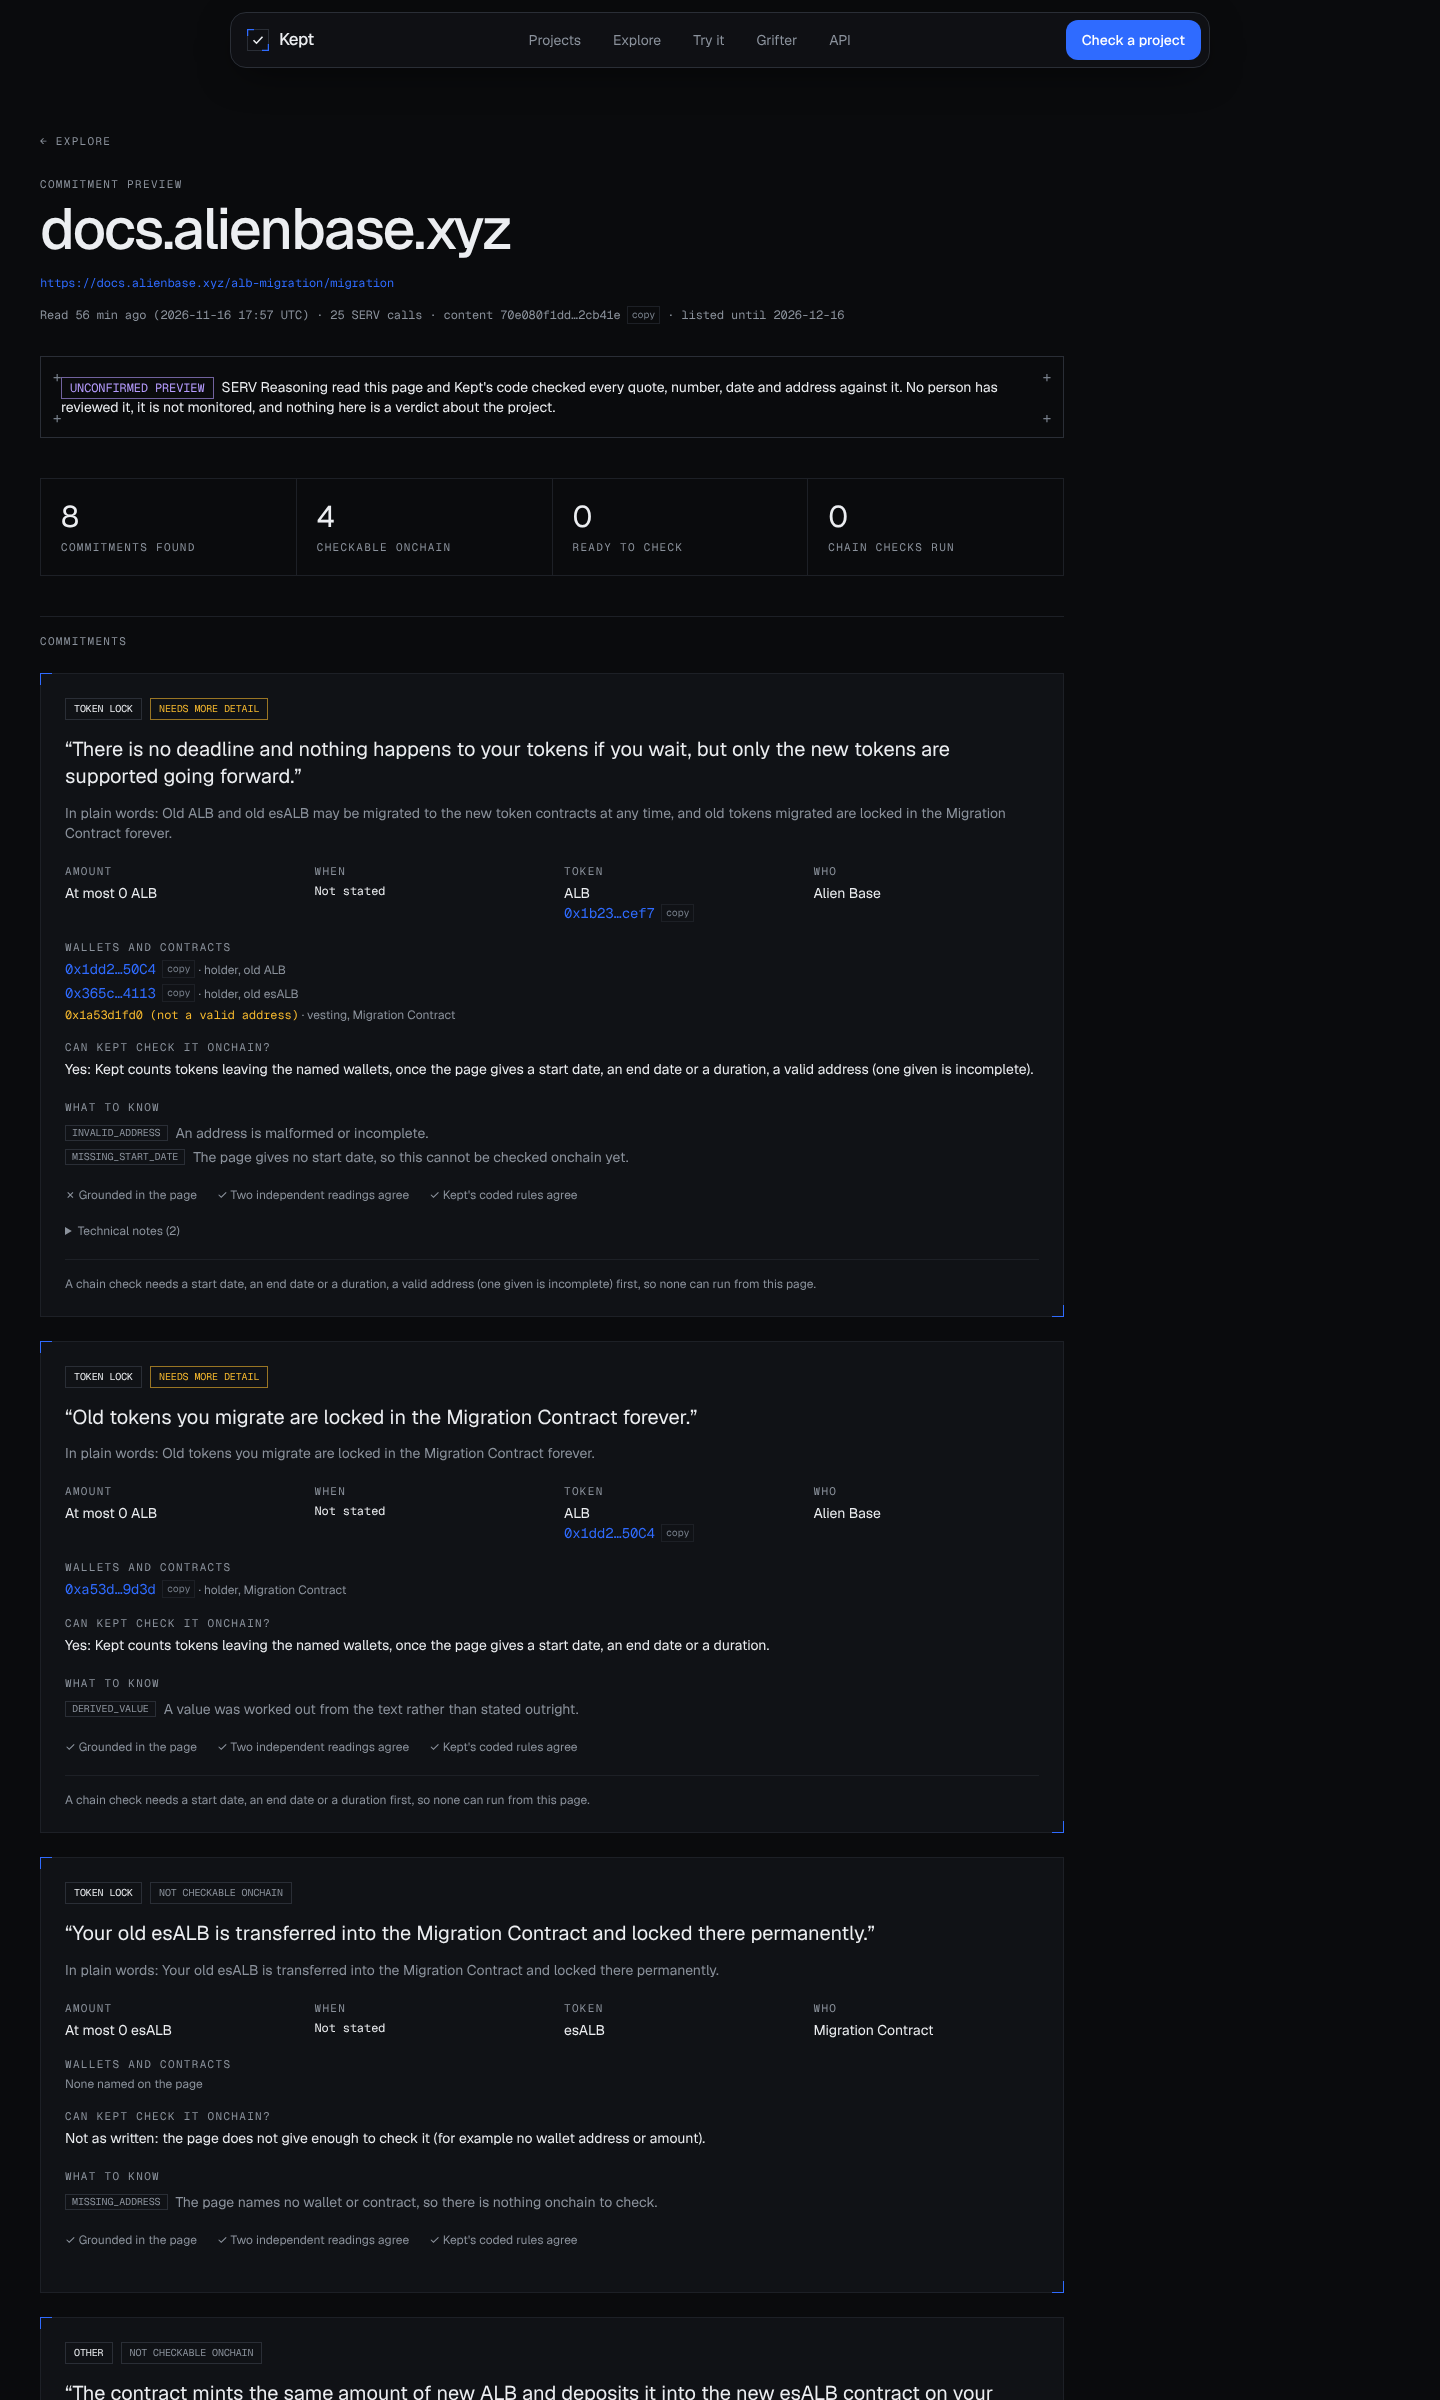 Kept
Projects
Explore
Try it
Grifter
API
Check a project
← EXPLORE
COMMITMENT PREVIEW
docs.alienbase.xyz
https://docs.alienbase.xyz/alb-migration/migration
Read 56 min ago (2026-11-16 17:57 UTC) · 25 SERV calls · content 70e080f1dd…2cb41e copy · listed until 2026-12-16
UNCONFIRMED PREVIEW SERV Reasoning read this page and Kept's code checked every quote, number, date and address against it. No person has
reviewed it, it is not monitored, and nothing here is a verdict about the project.
8
COMMITMENTS FOUND
4
CHECKABLE ONCHAIN
0
READY TO CHECK
0
CHAIN CHECKS RUN
COMMITMENTS
TOKEN LOCK NEEDS MORE DETAIL
“There is no deadline and nothing happens to your tokens if you wait, but only the new tokens are
supported going forward.”
In plain words: Old ALB and old esALB may be migrated to the new token contracts at any time, and old tokens migrated are locked in the Migration
Contract forever.
AMOUNT
At most 0 ALB
WHEN
Not stated
TOKEN
ALB
0x1b23…cef7 copy
WHO
Alien Base
WALLETS AND CONTRACTS
0x1dd2…50C4 copy · holder, old ALB
0x365c…4113 copy · holder, old esALB
0x1a53d1fd0 (not a valid address) · vesting, Migration Contract
CAN KEPT CHECK IT ONCHAIN?
Yes: Kept counts tokens leaving the named wallets, once the page gives a start date, an end date or a duration, a valid address (one given is incomplete).
WHAT TO KNOW
INVALID_ADDRESS An address is malformed or incomplete.
MISSING_START_DATE The page gives no start date, so this cannot be checked onchain yet.
✕ Grounded in the page ✓ Two independent readings agree ✓ Kept's coded rules agree
▶ Technical notes (2)
A chain check needs a start date, an end date or a duration, a valid address (one given is incomplete) first, so none can run from this page.
TOKEN LOCK NEEDS MORE DETAIL
“Old tokens you migrate are locked in the Migration Contract forever.”
In plain words: Old tokens you migrate are locked in the Migration Contract forever.
AMOUNT
At most 0 ALB
WHEN
Not stated
TOKEN
ALB
0x1dd2…50C4 copy
WHO
Alien Base
WALLETS AND CONTRACTS
0xa53d…9d3d copy · holder, Migration Contract
CAN KEPT CHECK IT ONCHAIN?
Yes: Kept counts tokens leaving the named wallets, once the page gives a start date, an end date or a duration.
WHAT TO KNOW
DERIVED_VALUE A value was worked out from the text rather than stated outright.
✓ Grounded in the page ✓ Two independent readings agree ✓ Kept's coded rules agree
A chain check needs a start date, an end date or a duration first, so none can run from this page.
TOKEN LOCK NOT CHECKABLE ONCHAIN
“Your old esALB is transferred into the Migration Contract and locked there permanently.”
In plain words: Your old esALB is transferred into the Migration Contract and locked there permanently.
AMOUNT
At most 0 esALB
WHEN
Not stated
TOKEN
esALB
WHO
Migration Contract
WALLETS AND CONTRACTS
None named on the page
CAN KEPT CHECK IT ONCHAIN?
Not as written: the page does not give enough to check it (for example no wallet address or amount).
WHAT TO KNOW
MISSING_ADDRESS The page names no wallet or contract, so there is nothing onchain to check.
✓ Grounded in the page ✓ Two independent readings agree ✓ Kept's coded rules agree
OTHER NOT CHECKABLE ONCHAIN
“The contract mints the same amount of new ALB and deposits it into the new esALB contract on your